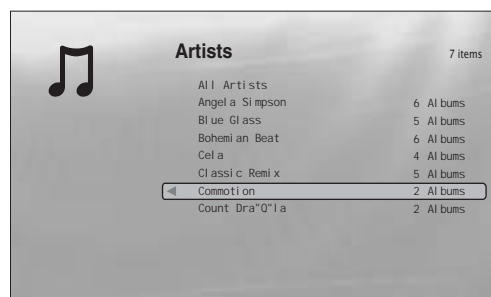 Artists
7 items
All Artists
Angela Simpson 6 Albums
Blue Glass 5 Albums
Bohemian Beat 6 Albums
Cela 4 Albums
Classic Remix 5 Albums
Commotion 2 Albums
Count Dra"Q"la 2 Albums